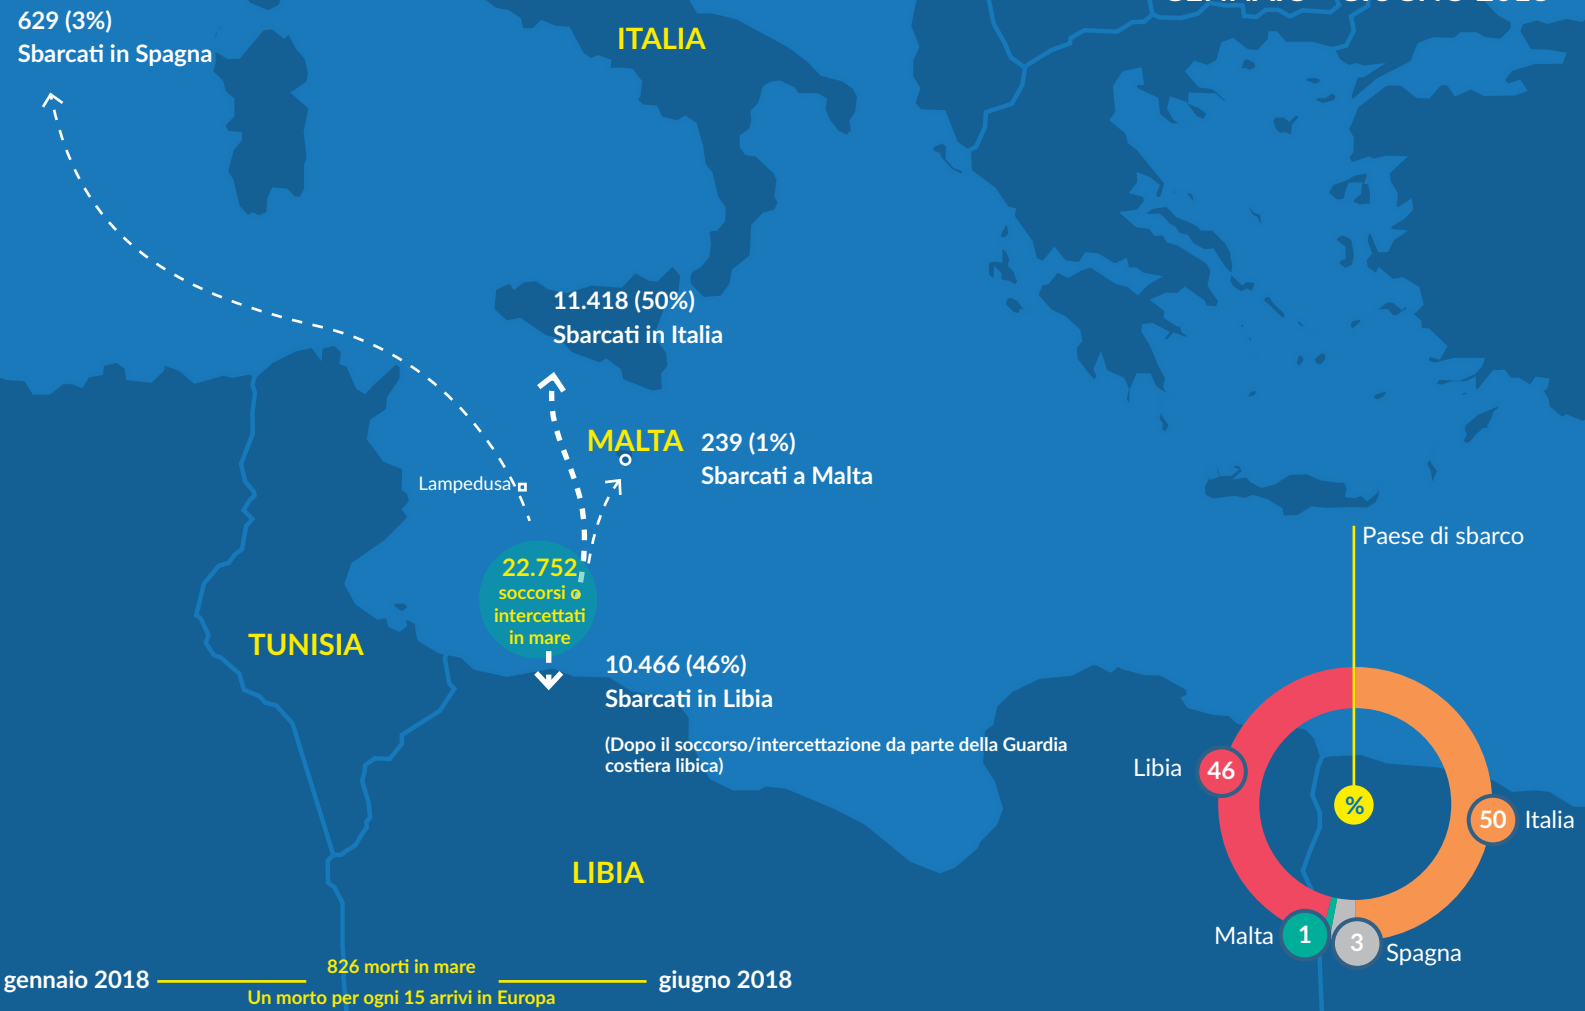 629 (3%)
Sbarcati in Spagna
ITALIA
11.418 (50%)
Sbarcati in Italia
MALTA
239 (1%)
Sbarcati a Malta
Lampedusa
22.752
soccorsi o
intercettati
in mare
TUNISIA
10.466 (46%)
Sbarcati in Libia
(Dopo il soccorso/intercettazione da parte della Guardia
costiera libica)
LIBIA
Paese di sbarco
%
Libia 46
50 Italia
Malta 1
3 Spagna
gennaio 2018
826 morti in mare
Un morto per ogni 15 arrivi in Europa
giugno 2018